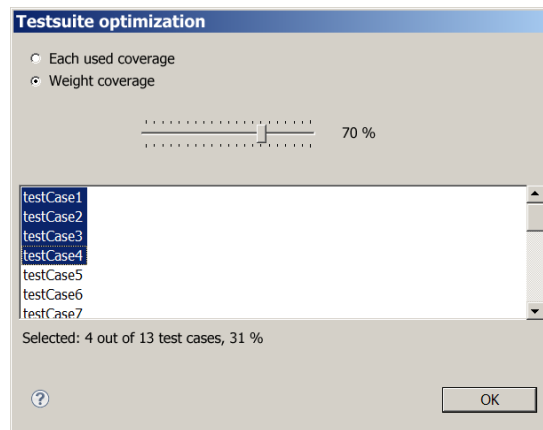 Testsuite optimization
Each used coverage
Weight coverage
70 %
testCase1
testCase2
testCase3
testCase4
testCase5
testCase6
testCase7
Selected: 4 out of 13 test cases, 31 %
?
OK